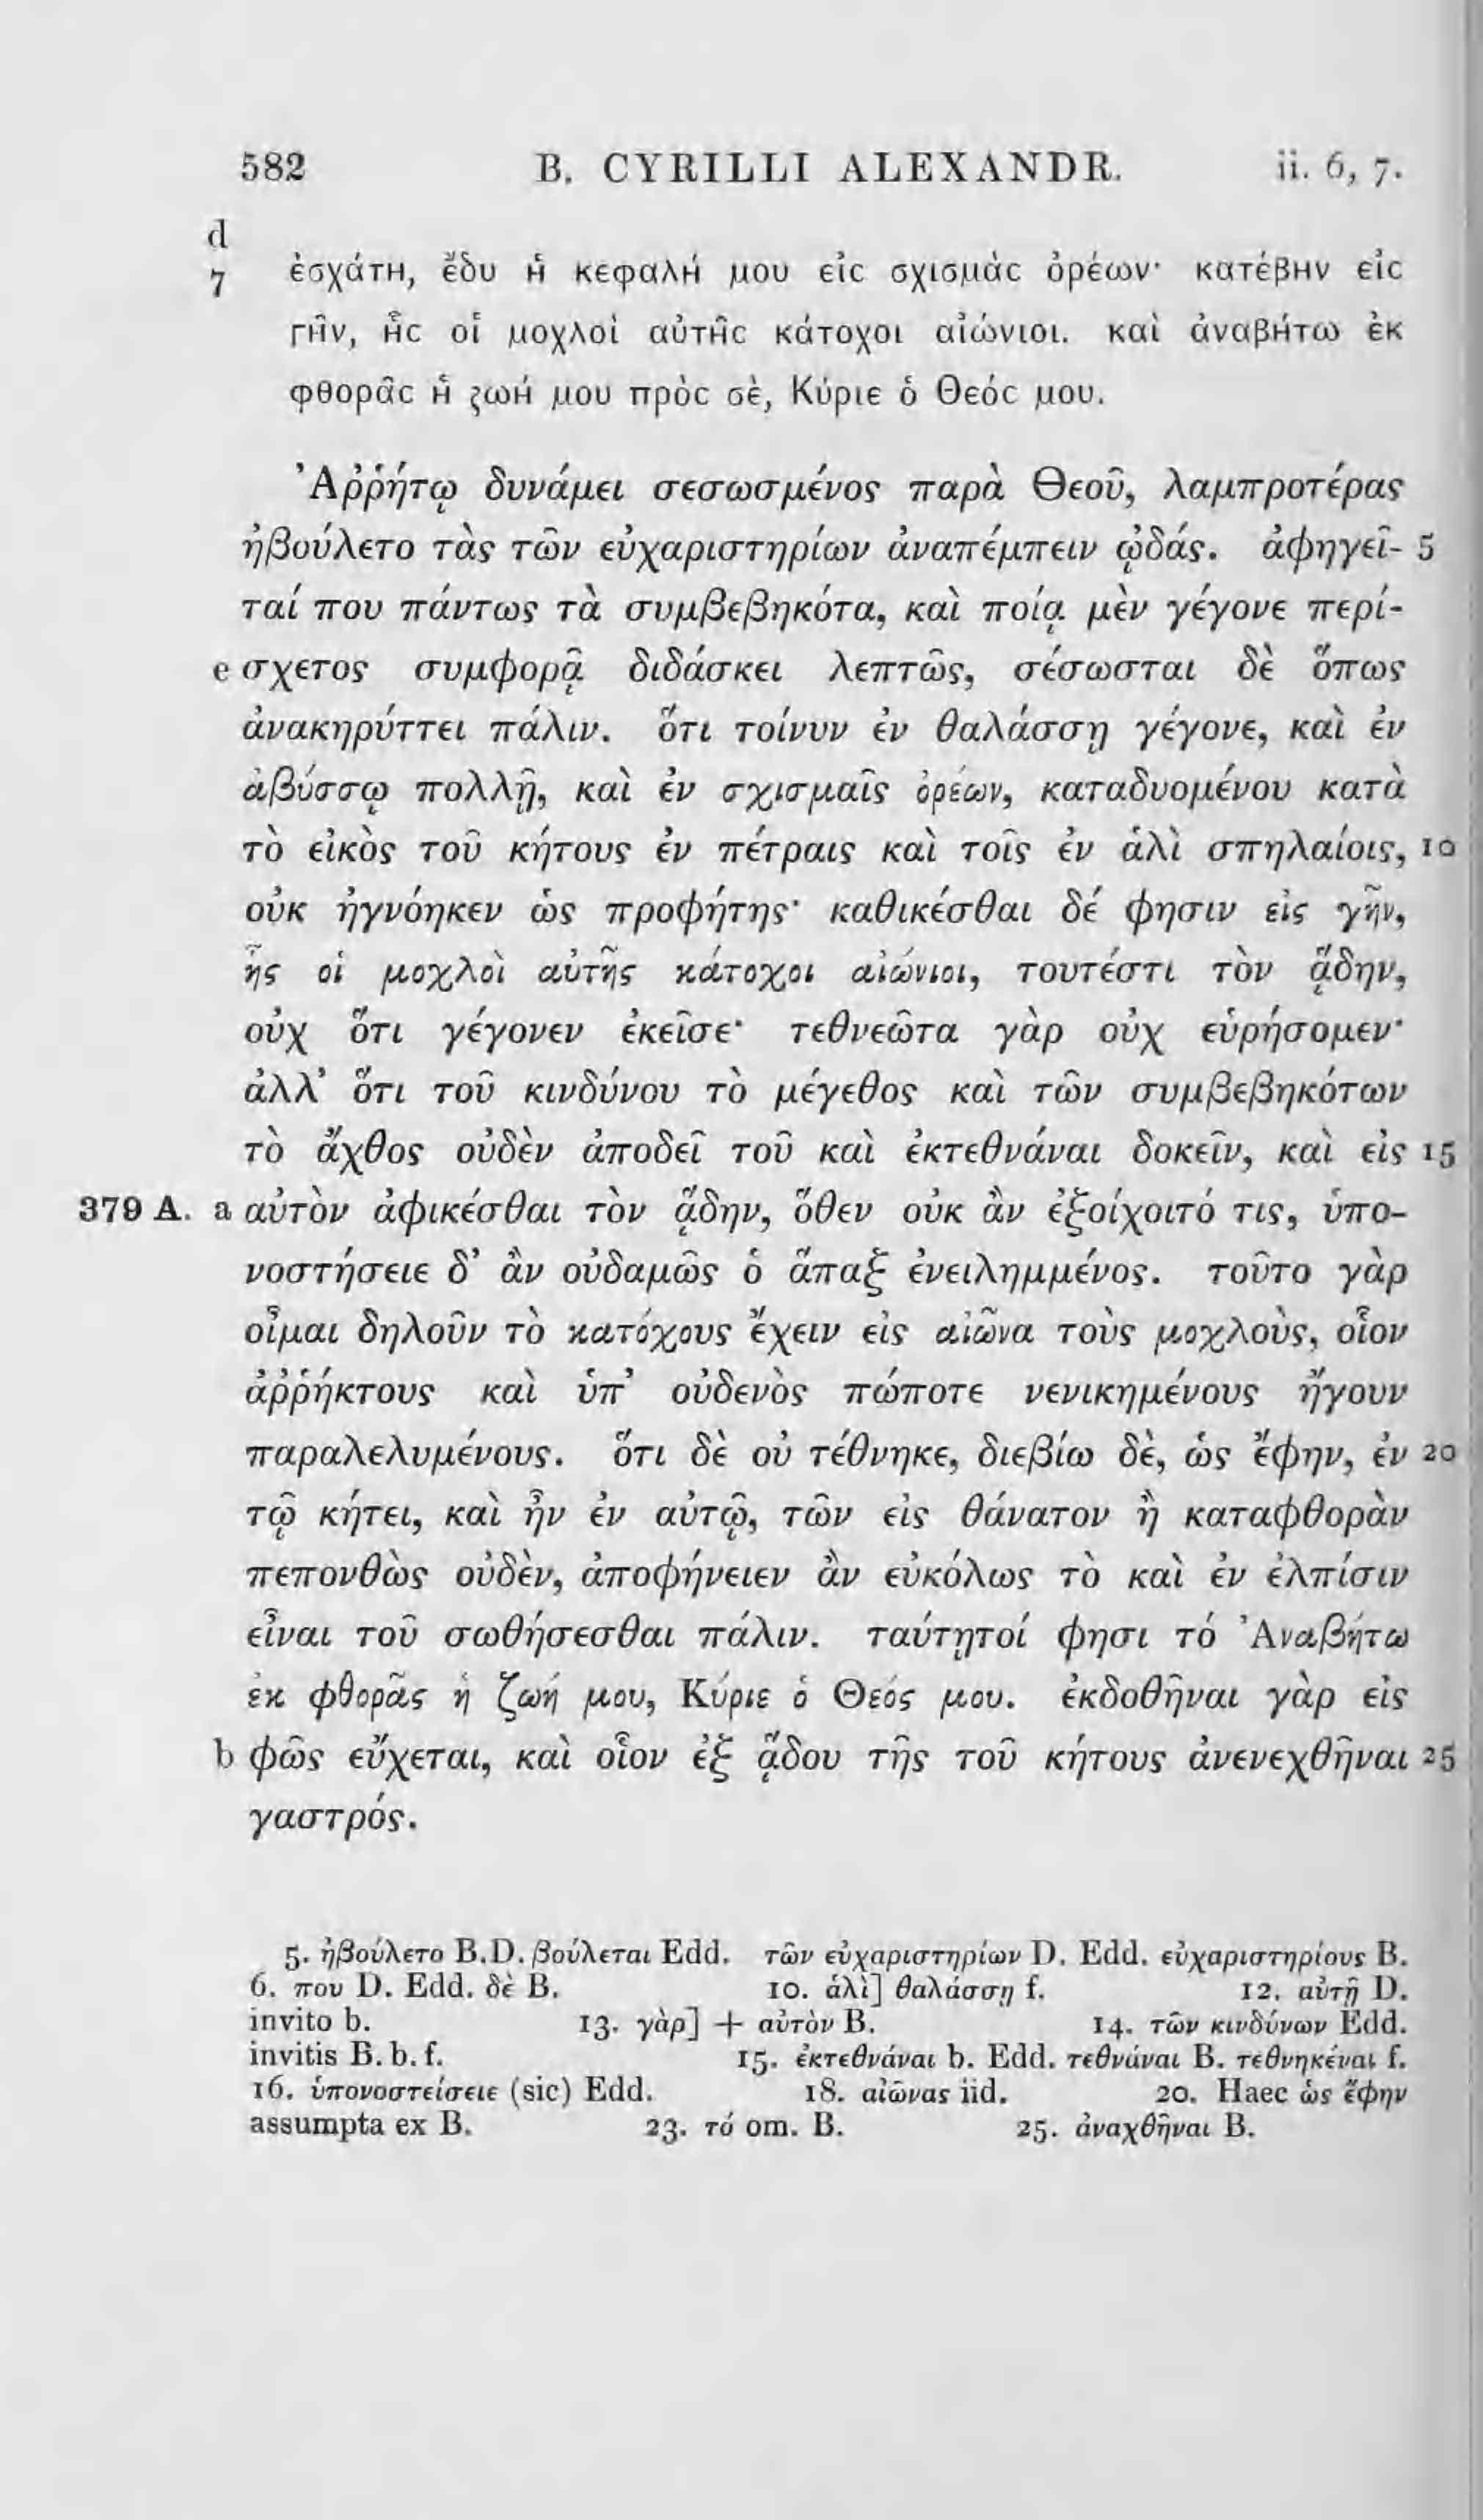 582 B. CYRILLI ALEXANDR. ii. 6, 7.
d
7 ἐσχάτη, ἔδυ ἡ κεφαλή μου εἰς σχισμὰς ὀρέων· κατέβην εἰς
γῆν, ἧς οἱ μοχλοὶ αὐτῆς κάτοχοι αἰώνιοι. καὶ ἀναβήτω ἐκ
φθορᾶς ἡ ζωή μου πρὸς σὲ, Κύριε ὁ Θεός μου.
Ἀῤῥήτῳ δυνάμει σεσωσμένος παρὰ Θεοῦ, λαμπροτέρας
ἠβούλετο τὰς τῶν εὐχαριστηρίων ἀναπέμπειν ᾠδάς. ἀφηγεῖ- 5
ταί που πάντως τὰ συμβεβηκότα, καὶ ποίᾳ μὲν γέγονε περί-
e σχετος συμφορᾷ διδάσκει λεπτῶς, σέσωσται δὲ ὅπως
ἀνακηρύττει πάλιν. ὅτι τοίνυν ἐν θαλάσσῃ γέγονε, καὶ ἐν
ἀβύσσῳ πολλῇ, καὶ ἐν σχισμαῖς ὀρέων, καταδυομένου κατὰ
τὸ εἰκὸς τοῦ κήτους ἐν πέτραις καὶ τοῖς ἐν ἁλὶ σπηλαίοις, 10
οὐκ ἠγνόηκεν ὡς προφήτης· καθικέσθαι δέ φησιν εἰς γῆν,
ἧς οἱ μοχλοὶ αὐτῆς κάτοχοι αἰώνιοι, τουτέστι τὸν ᾅδην,
οὐχ ὅτι γέγονεν ἐκεῖσε· τεθνεῶτα γὰρ οὐχ εὑρήσομεν·
ἀλλ’ ὅτι τοῦ κινδύνου τὸ μέγεθος καὶ τῶν συμβεβηκότων
τὸ ἄχθος οὐδὲν ἀποδεῖ τοῦ καὶ ἐκτεθνάναι δοκεῖν, καὶ εἰς 15
379 A. a αὐτὸν ἀφικέσθαι τὸν ᾅδην, ὅθεν οὐκ ἂν ἐξοίχοιτό τις, ὑπο-
νοστήσειε δ’ ἂν οὐδαμῶς ὁ ἅπαξ ἐνειλημμένος. τοῦτο γὰρ
οἶμαι δηλοῦν τὸ κατόχους ἔχειν εἰς αἰῶνα τοὺς μοχλοὺς, οἷον
ἀῤῥήκτους καὶ ὑπ’ οὐδενὸς πώποτε νενικημένους ἤγουν
παραλελυμένους. ὅτι δὲ οὐ τέθνηκε, διεβίω δὲ, ὡς ἔφην, ἐν 20
τῷ κήτει, καὶ ἦν ἐν αὐτῷ, τῶν εἰς θάνατον ἢ καταφθορὰν
πεπονθὼς οὐδὲν, ἀποφήνειεν ἂν εὐκόλως τὸ καὶ ἐν ἐλπίσιν
εἶναι τοῦ σωθήσεσθαι πάλιν. ταύτῃτοί φησι τό Ἀναβήτω
ἐκ φθορᾶς ἡ ζωή μου, Κύριε ὁ Θεός μου. ἐκδοθῆναι γὰρ εἰς
b φῶς εὔχεται, καὶ οἷον ἐξ ᾅδου τῆς τοῦ κήτους ἀνενεχθῆναι 25
γαστρός.
5. ἠβούλετο B.D. βούλεται Edd. τῶν εὐχαριστηρίων D. Edd. εὐχαριστηρίους B.
6. που D. Edd. δὲ B. 10. ἁλὶ] θαλάσσῃ f. 12. αὐτῇ D.
invito b. 13. γὰρ] + αὐτὸν B. 14. τῶν κινδύνων Edd.
invitis B. b. f. 15. ἐκτεθνάναι b. Edd. τεθνάναι B. τεθνηκέναι f.
16. ὑπονοστείσειε (sic) Edd. 18. αἰῶνας iid. 20. Haec ὡς ἔφην
assumpta ex B. 23. τό om. B. 25. ἀναχθῆναι B.